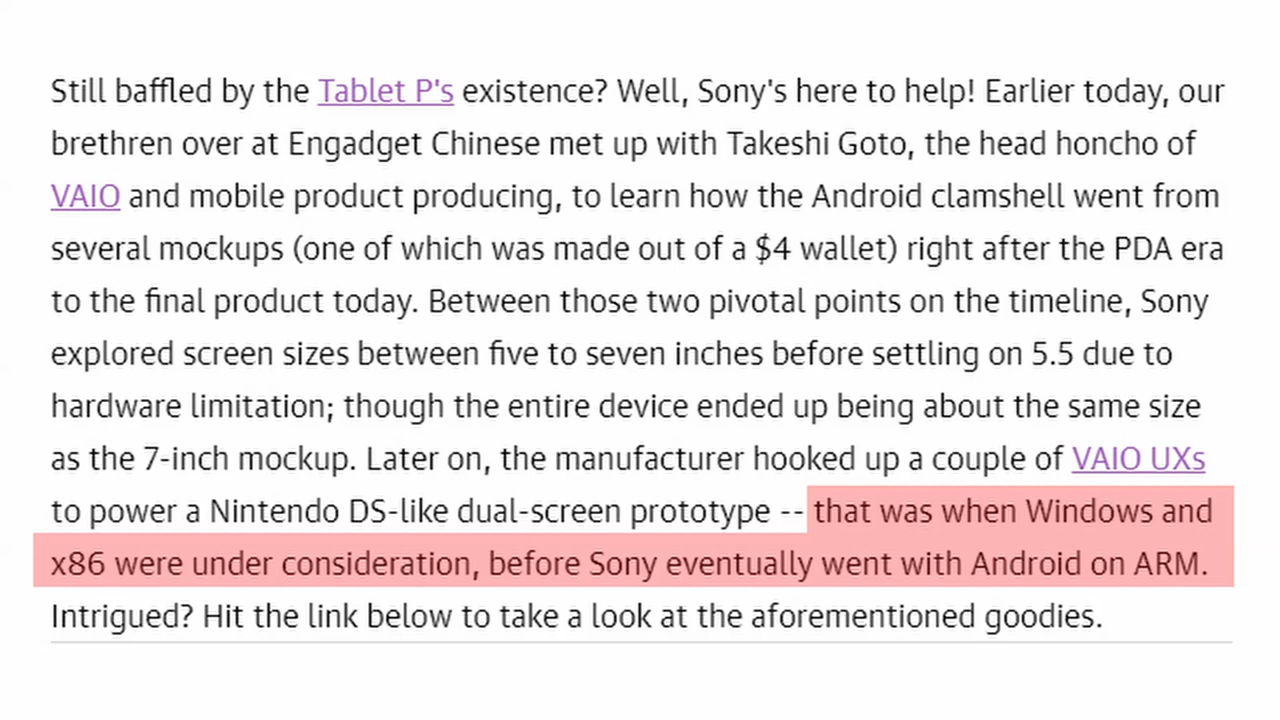 Still baffled by the Tablet P's existence? Well, Sony's here to help! Earlier today, our
brethren over at Engadget Chinese met up with Takeshi Goto, the head honcho of
VAIO and mobile product producing, to learn how the Android clamshell went from
several mockups (one of which was made out of a $4 wallet) right after the PDA era
to the final product today. Between those two pivotal points on the timeline, Sony
explored screen sizes between five to seven inches before settling on 5.5 due to
hardware limitation; though the entire device ended up being about the same size
as the 7-inch mockup. Later on, the manufacturer hooked up a couple of VAIO UXs
to power a Nintendo DS-like dual-screen prototype -- that was when Windows and
x86 were under consideration, before Sony eventually went with Android on ARM.
Intrigued? Hit the link below to take a look at the aforementioned goodies.